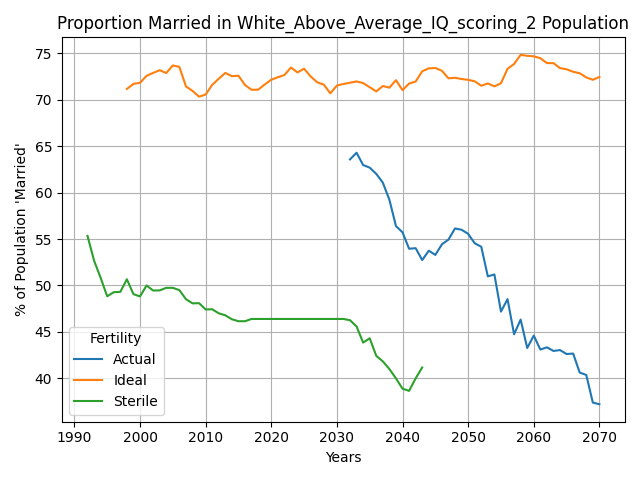 Proportion Married in White_Above_Average_IQ_scoring_2 Population
% of Population 'Married'
75
70
65
60
55
50
45
40
Fertility
Actual
Ideal
Sterile
1990 2000 2010 2020 2030 2040 2050 2060 2070
Years